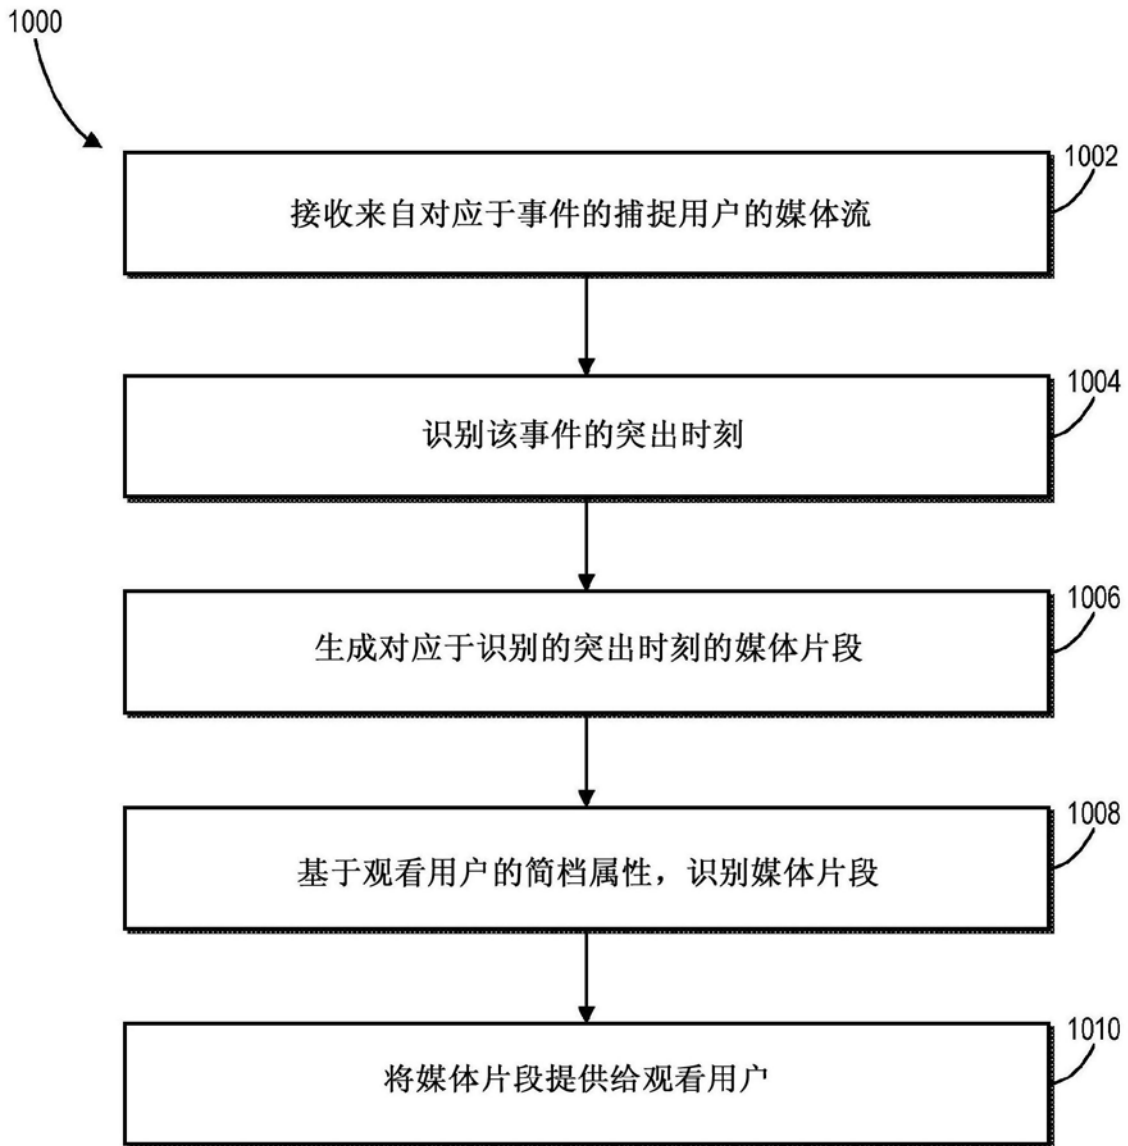 1000
1002
接收来自对应于事件的捕捉用户的媒体流
1004
识别该事件的突出时刻
1006
生成对应于识别的突出时刻的媒体片段
1008
基于观看用户的简档属性，识别媒体片段
1010
将媒体片段提供给观看用户